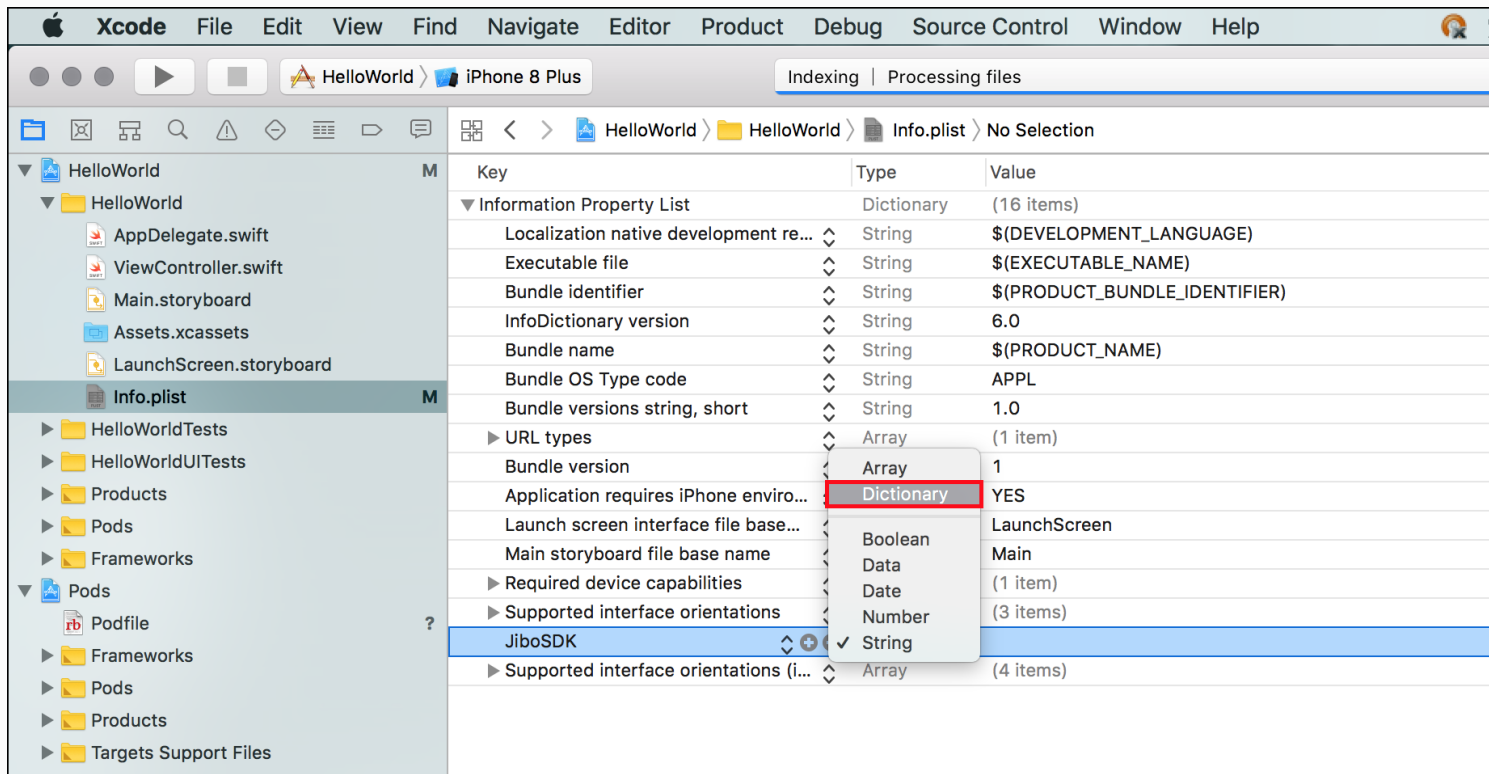 Xcode File Edit View Find Navigate Editor Product Debug Source Control Window Help
HelloWorld iPhone 8 Plus Indexing | Processing files
HelloWorld HelloWorld Info.plist No Selection
HelloWorld M
HelloWorld
AppDelegate.swift
ViewController.swift
Main.storyboard
Assets.xcassets
LaunchScreen.storyboard
Info.plist M
HelloWorldTests
HelloWorldUITests
Products
Pods
Frameworks
Pods
Podfile ?
Frameworks
Pods
Products
Targets Support Files
Key Type Value
Information Property List Dictionary (16 items)
Localization native development re... String $(DEVELOPMENT_LANGUAGE)
Executable file String $(EXECUTABLE_NAME)
Bundle identifier String $(PRODUCT_BUNDLE_IDENTIFIER)
InfoDictionary version String 6.0
Bundle name String $(PRODUCT_NAME)
Bundle OS Type code String APPL
Bundle versions string, short String 1.0
URL types Array (1 item)
Bundle version 1
Application requires iPhone enviro... YES
Launch screen interface file base... LaunchScreen
Main storyboard file base name Main
Required device capabilities (1 item)
Supported interface orientations (3 items)
JiboSDK
Supported interface orientations (i... Array (4 items)
Array
Dictionary
Boolean
Data
Date
Number
✓ String